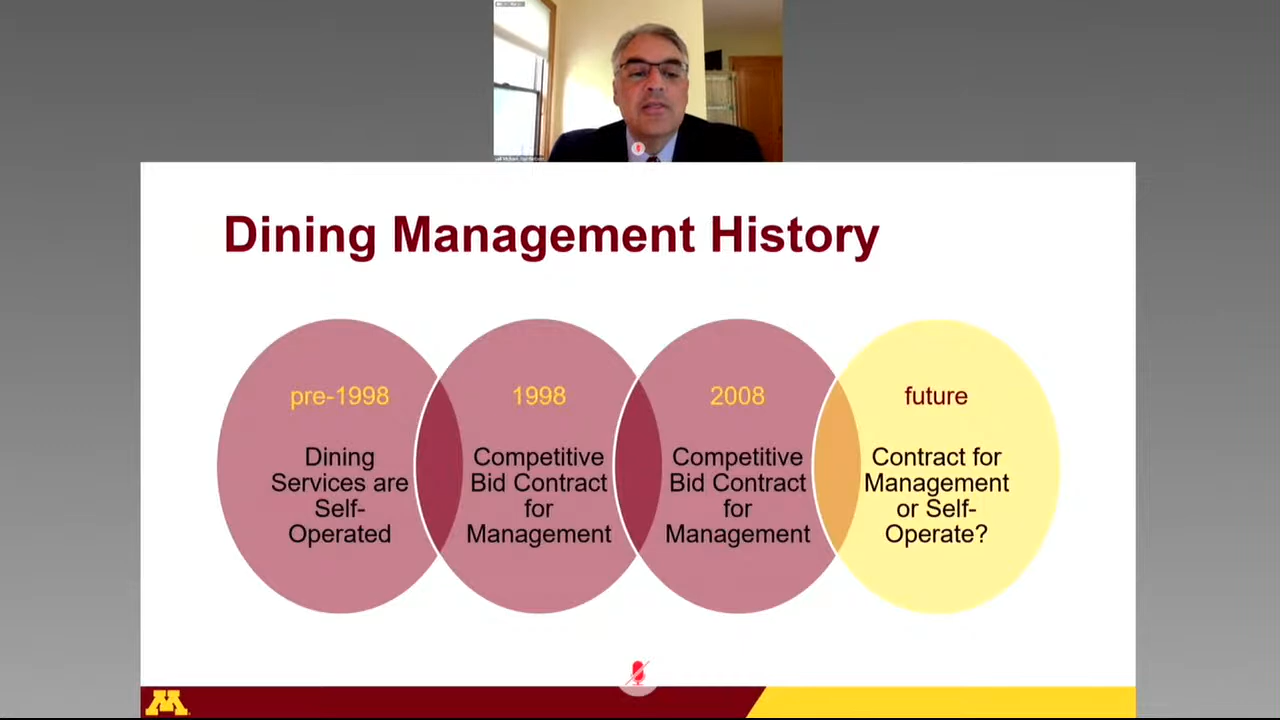 Dining Management History
pre-1998
Dining
Services are
Self-
Operated
1998
Competitive
Bid Contract
for
Management
2008
Competitive
Bid Contract
for
Management
future
Contract for
Management
or Self-
Operate?
M